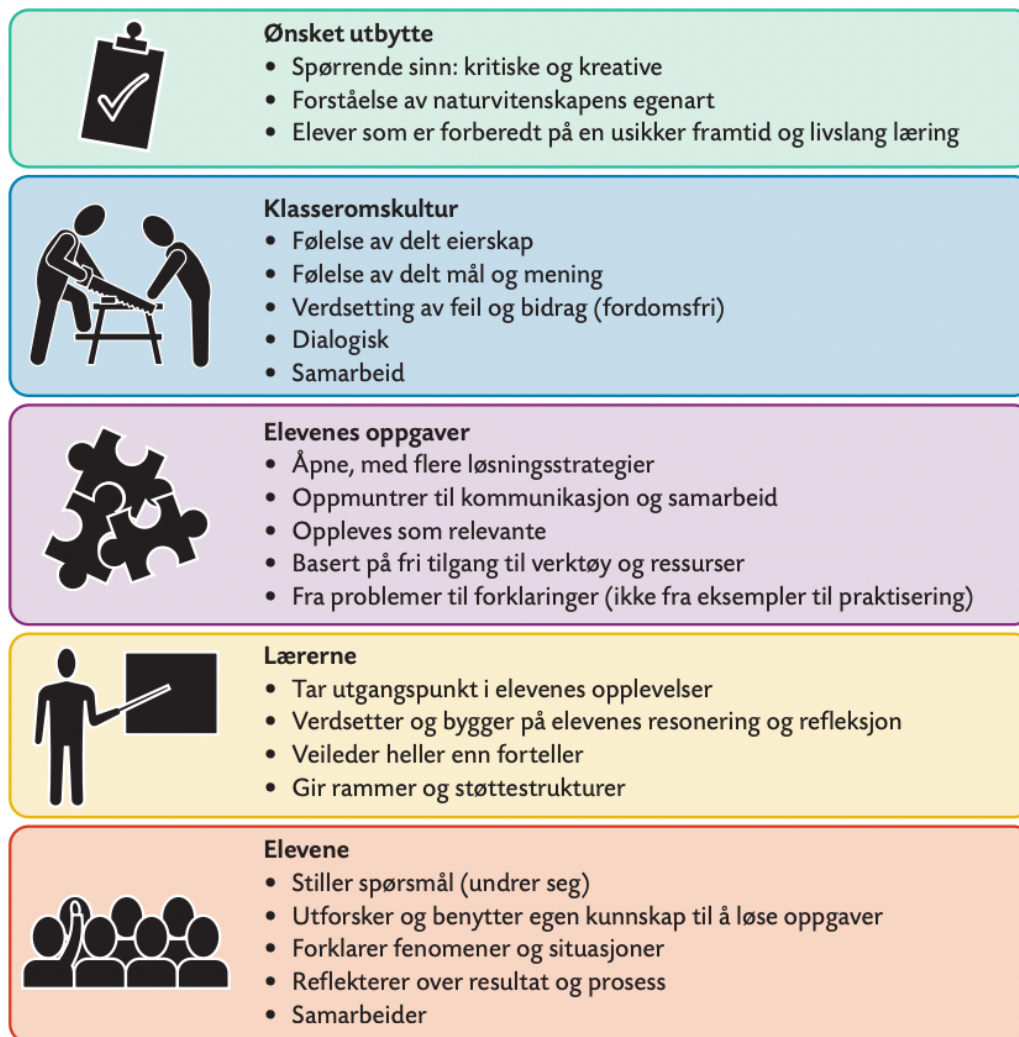 Ønsket utbytte
• Spørrende sinn: kritiske og kreative
• Forståelse av naturvitenskapens egenart
• Elever som er forberedt på en usikker framtid og livslang læring
Klasseromskultur
• Følelse av delt eierskap
• Følelse av delt mål og mening
• Verdsetting av feil og bidrag (fordomsfri)
• Dialogisk
• Samarbeid
Elevenes oppgaver
• Åpne, med flere løsningsstrategier
• Oppmuntrer til kommunikasjon og samarbeid
• Oppleves som relevante
• Basert på fri tilgang til verktøy og ressurser
• Fra problemer til forklaringer (ikke fra eksempler til praktisering)
Lærerne
• Tar utgangspunkt i elevenes opplevelser
• Verdsetter og bygger på elevenes resonering og refleksjon
• Veileder heller enn forteller
• Gir rammer og støttestrukturer
Elevene
• Stiller spørsmål (undrer seg)
• Utforsker og benytter egen kunnskap til å løse oppgaver
• Forklarer fenomener og situasjoner
• Reflekterer over resultat og prosess
• Samarbeider